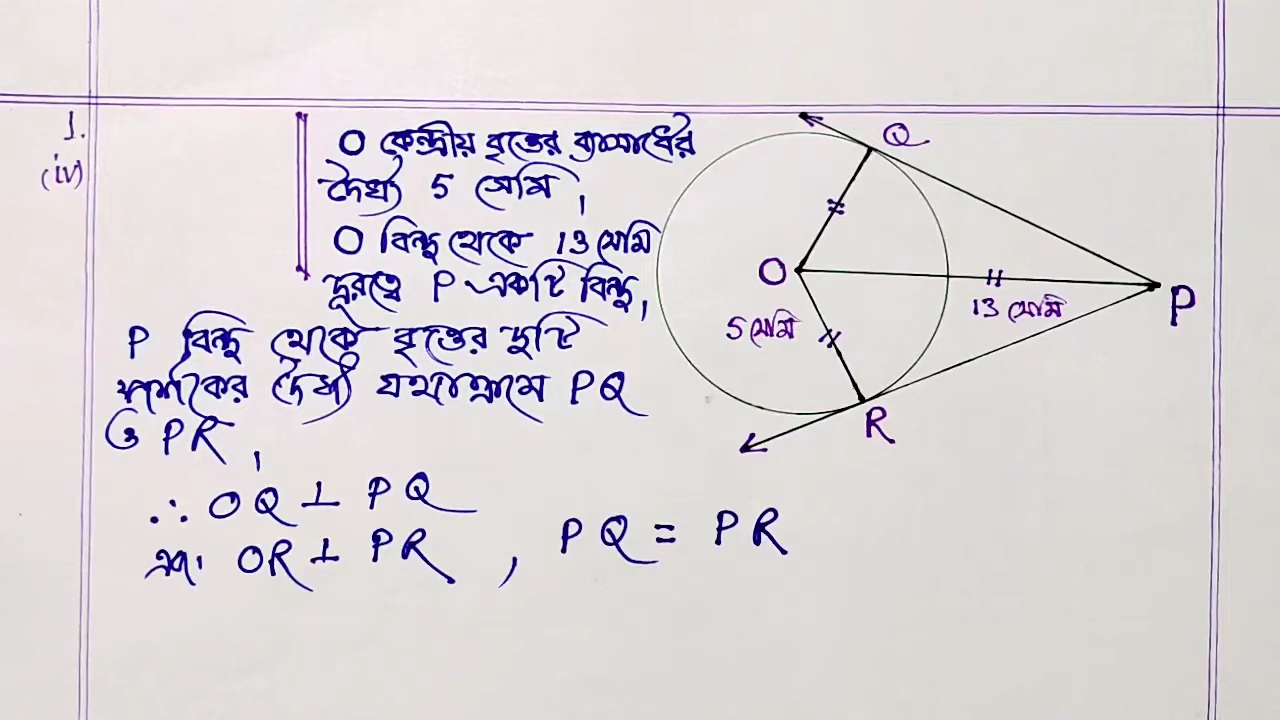 1.
(iv)
O কেন্দ্রীয় বৃত্তের ব্যাসার্ধের
দৈর্ঘ্য 5 সেমি,
O বিন্দু থেকে 13 সেমি
দূরত্বে P একটি বিন্দু,
P বিন্দু থেকে বৃত্তের দুটি
স্পর্শকের দৈর্ঘ্য যথাক্রমে PQ
ও PR,
∴ OQ ⊥ PQ
এবং OR ⊥ PR , PQ = PR
Q
O
P
5 সেমি
13 সেমি
R